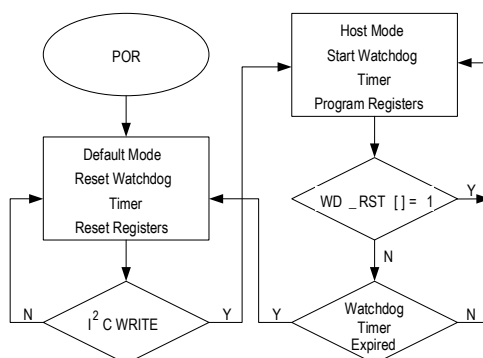 POR
Default Mode
Reset Watchdog
Timer
Reset Registers
N
I² C WRITE
Y
Host Mode
Start Watchdog
Timer
Program Registers
WD _RST [ ] = 1
Y
N
Y
Watchdog
Timer
Expired
N